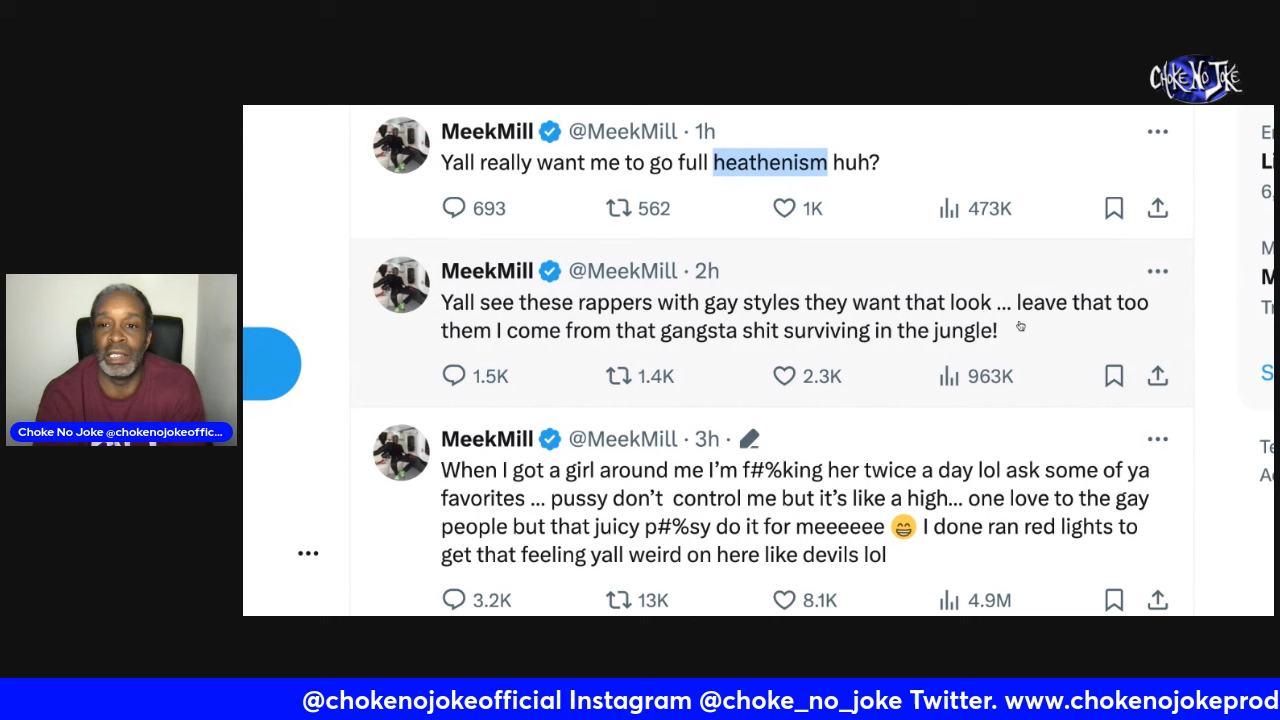 CHOKE NO JOKE
MeekMill @MeekMill · 1h
Yall really want me to go full heathenism huh?
693 562 1K 473K
MeekMill @MeekMill · 2h
Yall see these rappers with gay styles they want that look ... leave that too
them I come from that gangsta shit surviving in the jungle!
1.5K 1.4K 2.3K 963K
MeekMill @MeekMill · 3h ·
When I got a girl around me I'm f#%king her twice a day lol ask some of ya
favorites ... pussy don't control me but it's like a high... one love to the gay
people but that juicy p#%sy do it for meeeeee 😄 I done ran red lights to
get that feeling yall weird on here like devils lol
3.2K 13K 8.1K 4.9M
Choke No Joke @chokenojokeoffic...
@chokenojokeofficial Instagram @choke_no_joke Twitter. www.chokenojokeprod